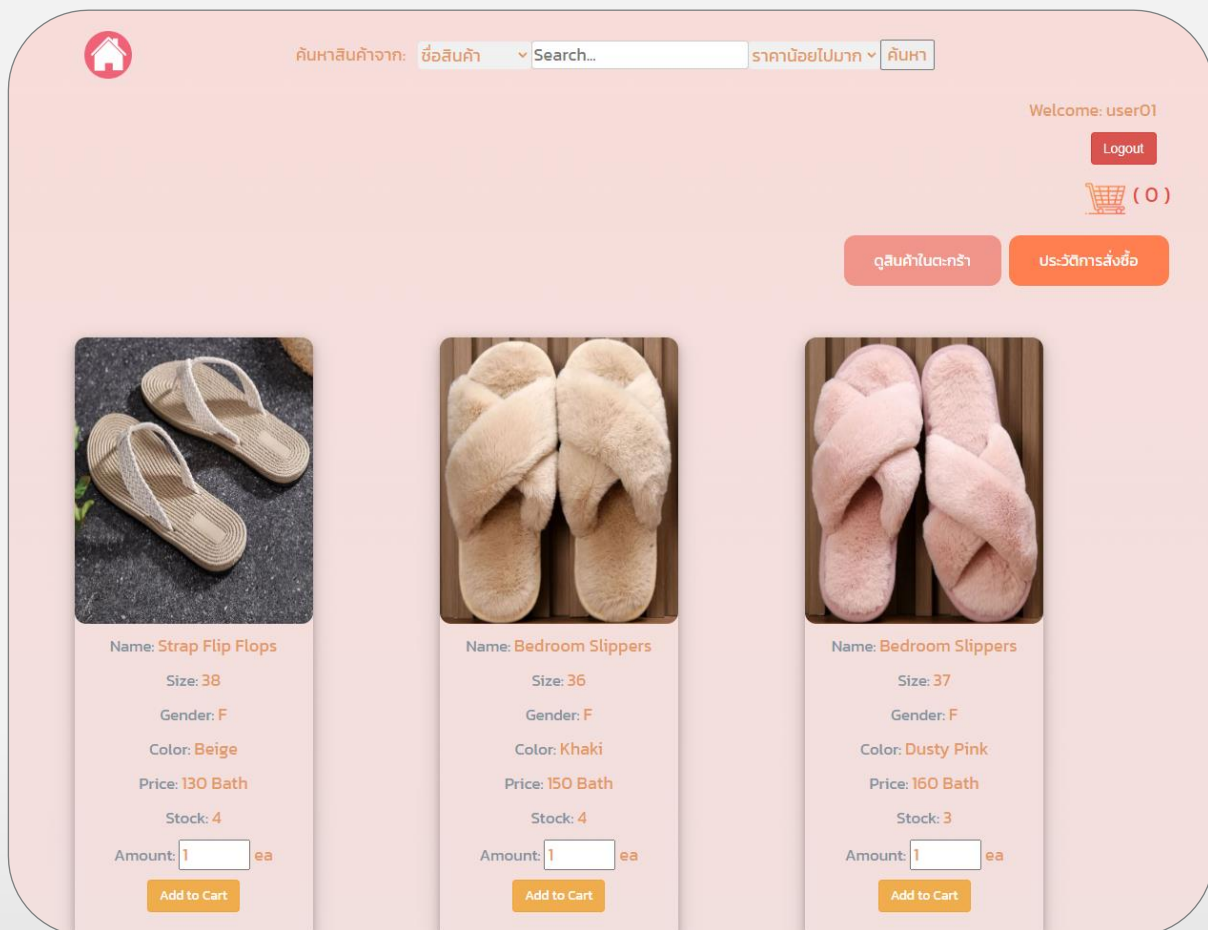 ค้นหาสินค้าจาก: ชื่อสินค้า Search... ราคาน้อยไปมาก ค้นหา
Welcome: user01
Logout
( 0 )
ดูสินค้าในตะกร้า ประวัติการสั่งซื้อ
Name: Strap Flip Flops
Size: 38
Gender: F
Color: Beige
Price: 130 Bath
Stock: 4
Amount: 1 ea
Add to Cart
Name: Bedroom Slippers
Size: 36
Gender: F
Color: Khaki
Price: 150 Bath
Stock: 4
Amount: 1 ea
Add to Cart
Name: Bedroom Slippers
Size: 37
Gender: F
Color: Dusty Pink
Price: 160 Bath
Stock: 3
Amount: 1 ea
Add to Cart